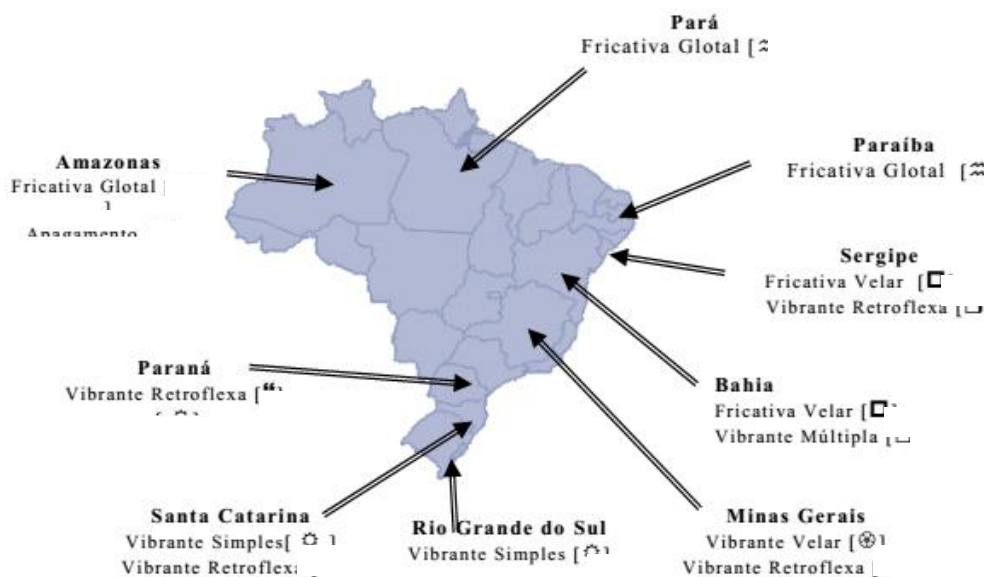 Pará
Fricativa Glotal [
Amazonas
Fricativa Glotal
Apagamento
Paraíba
Fricativa Glotal [
Sergipe
Fricativa Velar [
Vibrante Retroflexa [
Paraná
Vibrante Retroflexa [
Bahia
Fricativa Velar [
Vibrante Múltipla [
Santa Catarina
Vibrante Simples[ ]
Vibrante Retroflexa
Rio Grande do Sul
Vibrante Simples [
Minas Gerais
Vibrante Velar [
Vibrante Retroflexa [